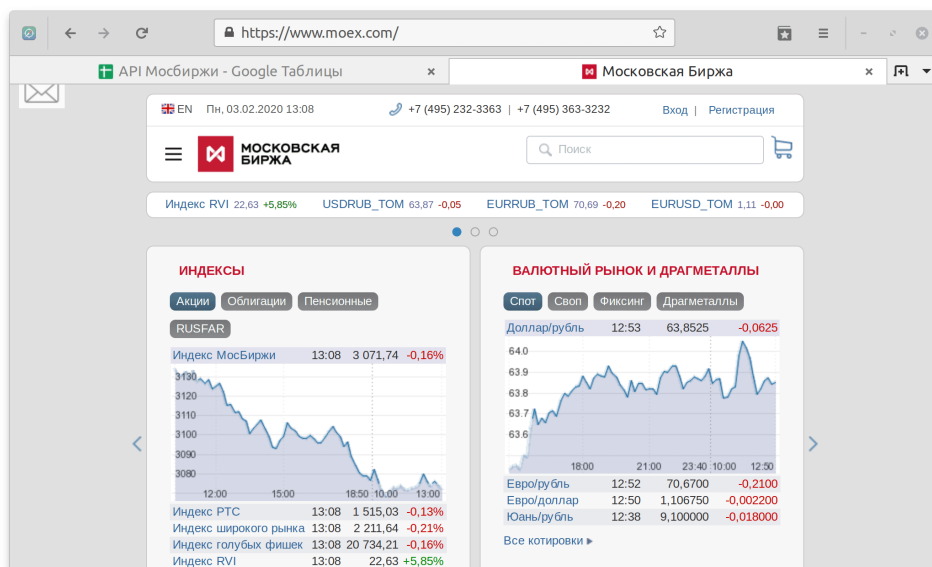 https://www.moex.com/
API Мосбиржи - Google Таблицы
Московская Биржа
EN Пн, 03.02.2020 13:08 +7 (495) 232-3363 | +7 (495) 363-3232 Вход | Регистрация
МОСКОВСКАЯ
БИРЖА
Поиск
Индекс RVI 22,63 +5,85% USDRUB_TOM 63,87 -0,05 EURRUB_TOM 70,69 -0,20 EURUSD_TOM 1,11 -0,00
ИНДЕКСЫ
Акции Облигации Пенсионные
RUSFAR
Индекс МосБиржи 13:08 3 071,74 -0,16%
3130
3120
3110
3100
3090
3080
12:00 15:00 18:50 10:00 13:00
Индекс РТС 13:08 1 515,03 -0,13%
Индекс широкого рынка 13:08 2 211,64 -0,21%
Индекс голубых фишек 13:08 20 734,21 -0,16%
Индекс RVI 13:08 22,63 +5,85%
ВАЛЮТНЫЙ РЫНОК И ДРАГМЕТАЛЛЫ
Спот Своп Фиксинг Драгметаллы
Доллар/рубль 12:53 63,8525 -0,0625
64.0
63.9
63.8
63.7
63.6
18:00 21:00 23:40 10:00 12:50
Евро/рубль 12:52 70,6700 -0,2100
Евро/доллар 12:50 1,106750 -0,002200
Юань/рубль 12:38 9,100000 -0,018000
Все котировки